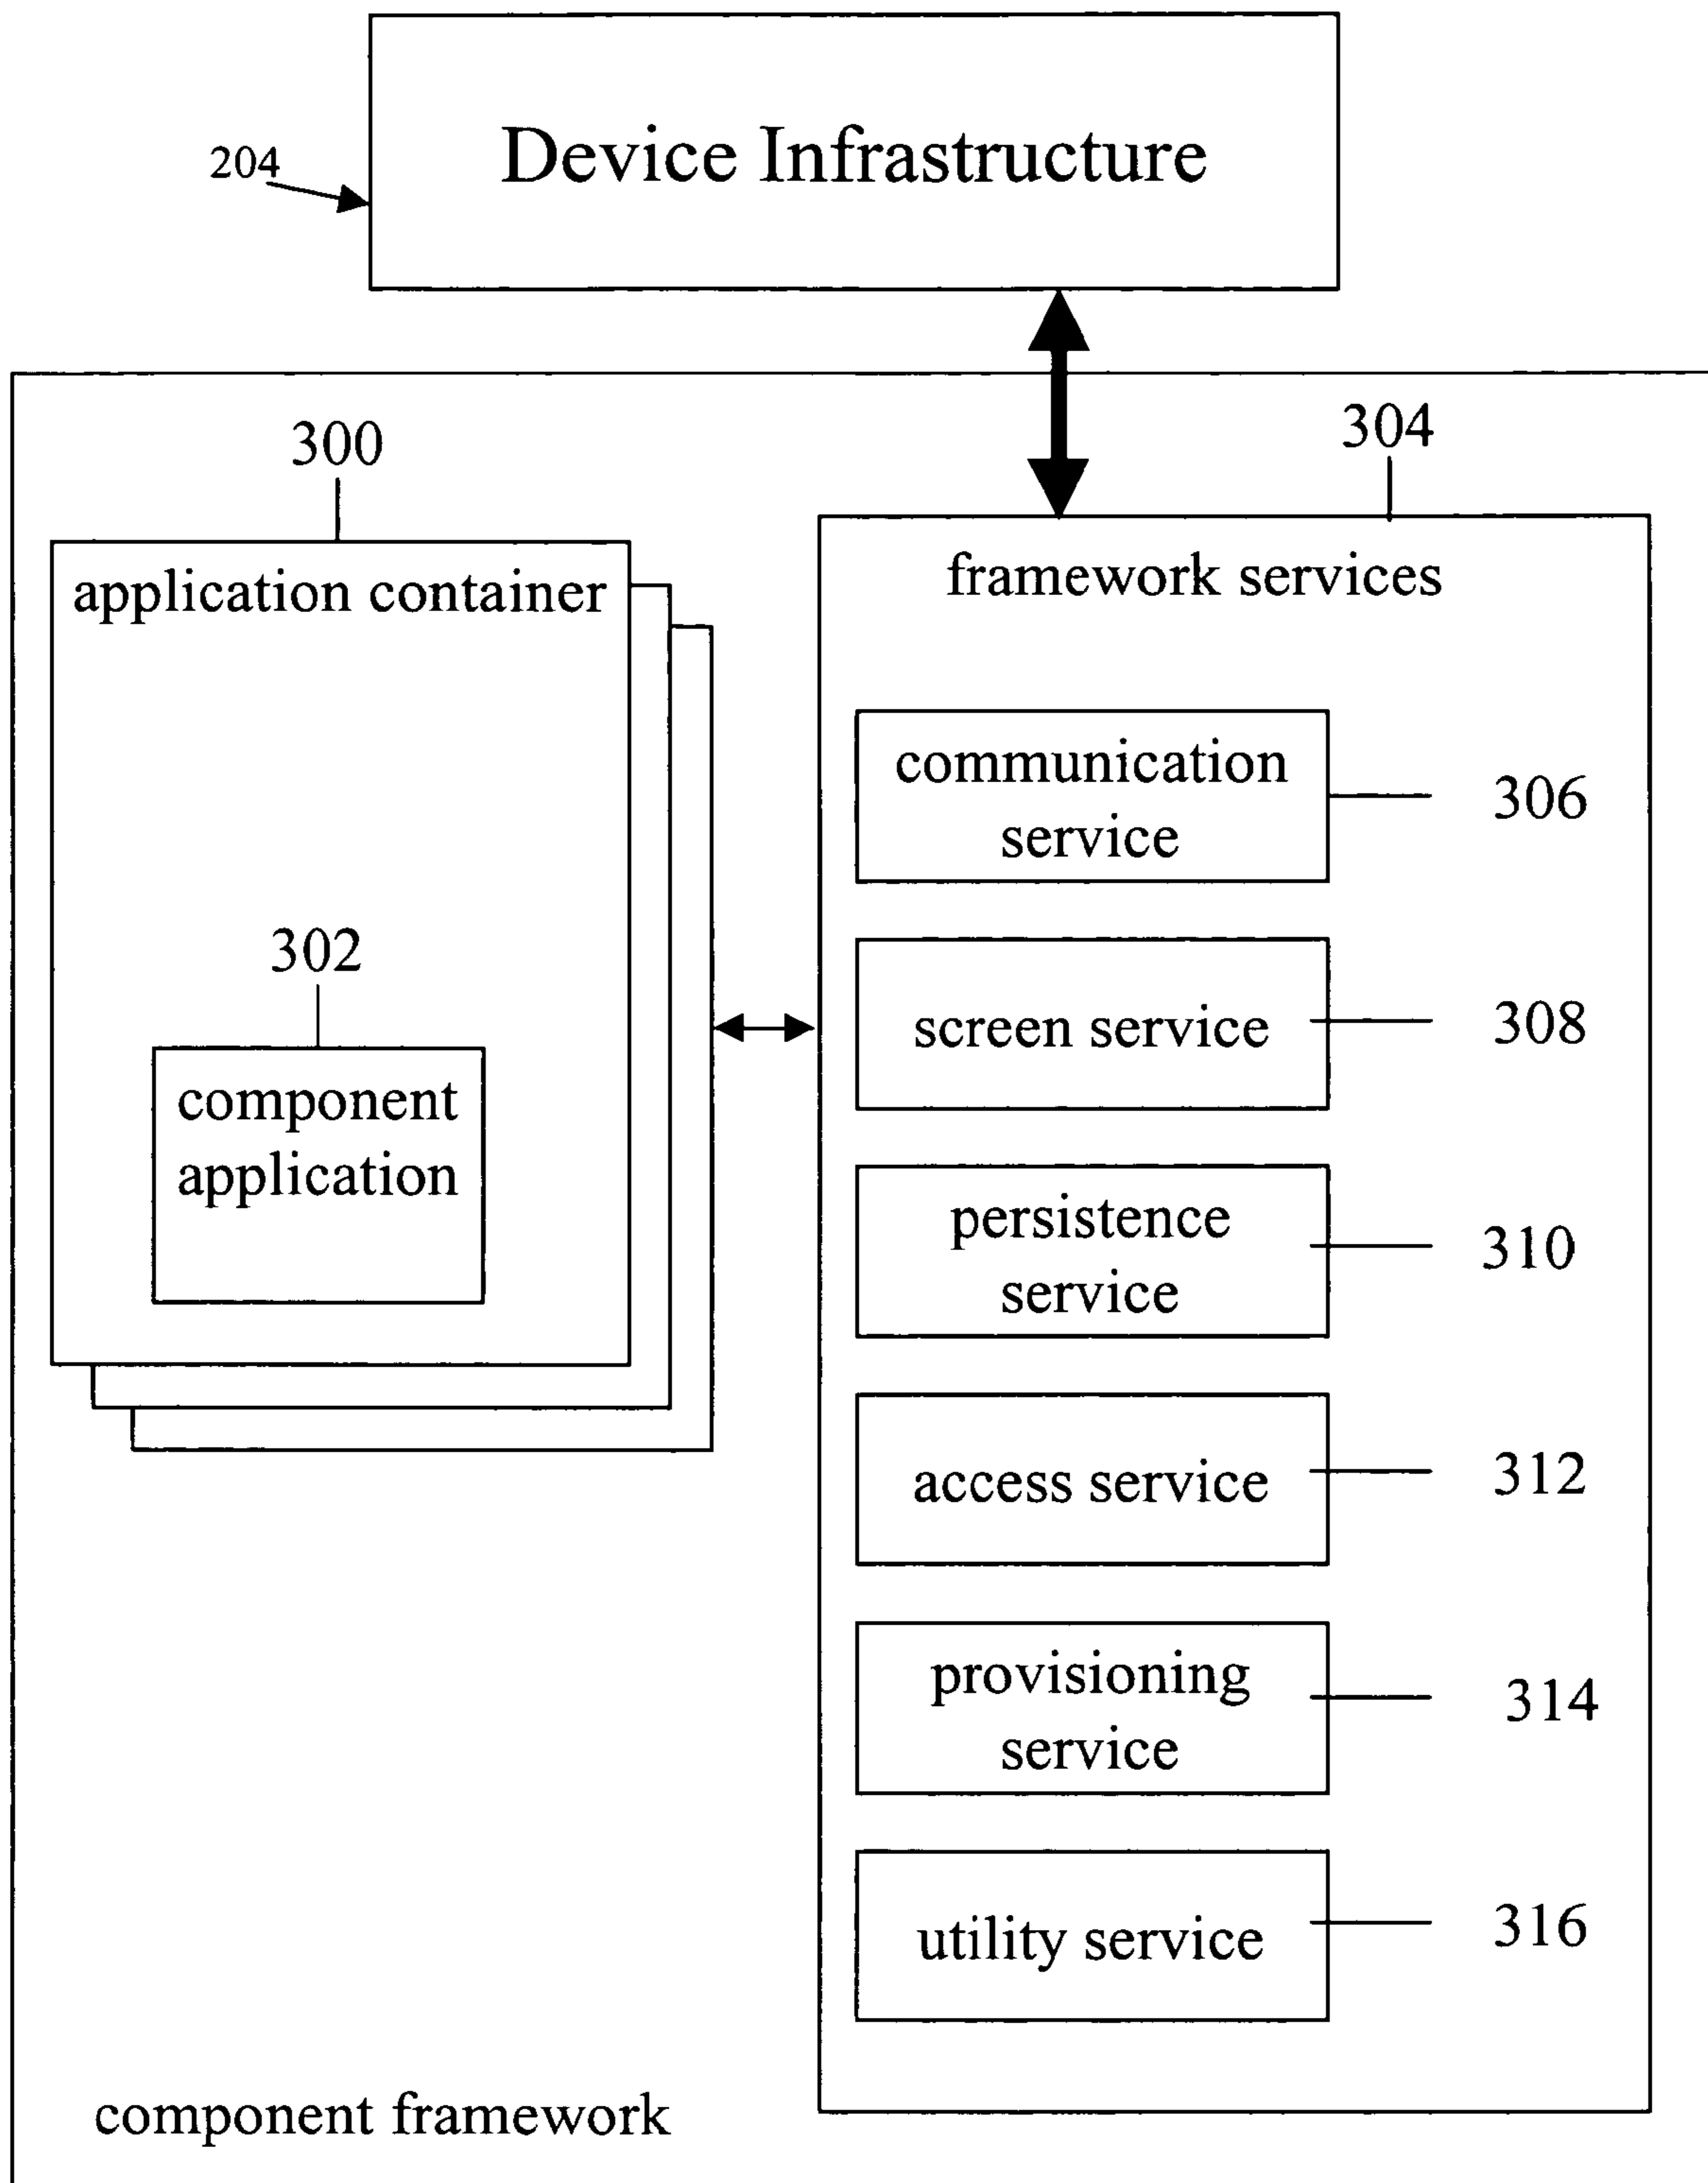 Device Infrastructure
204
300
304
application container
framework services
communication
service
306
302
screen service
308
component
application
persistence
service
310
access service
312
provisioning
service
314
utility service
316
component framework